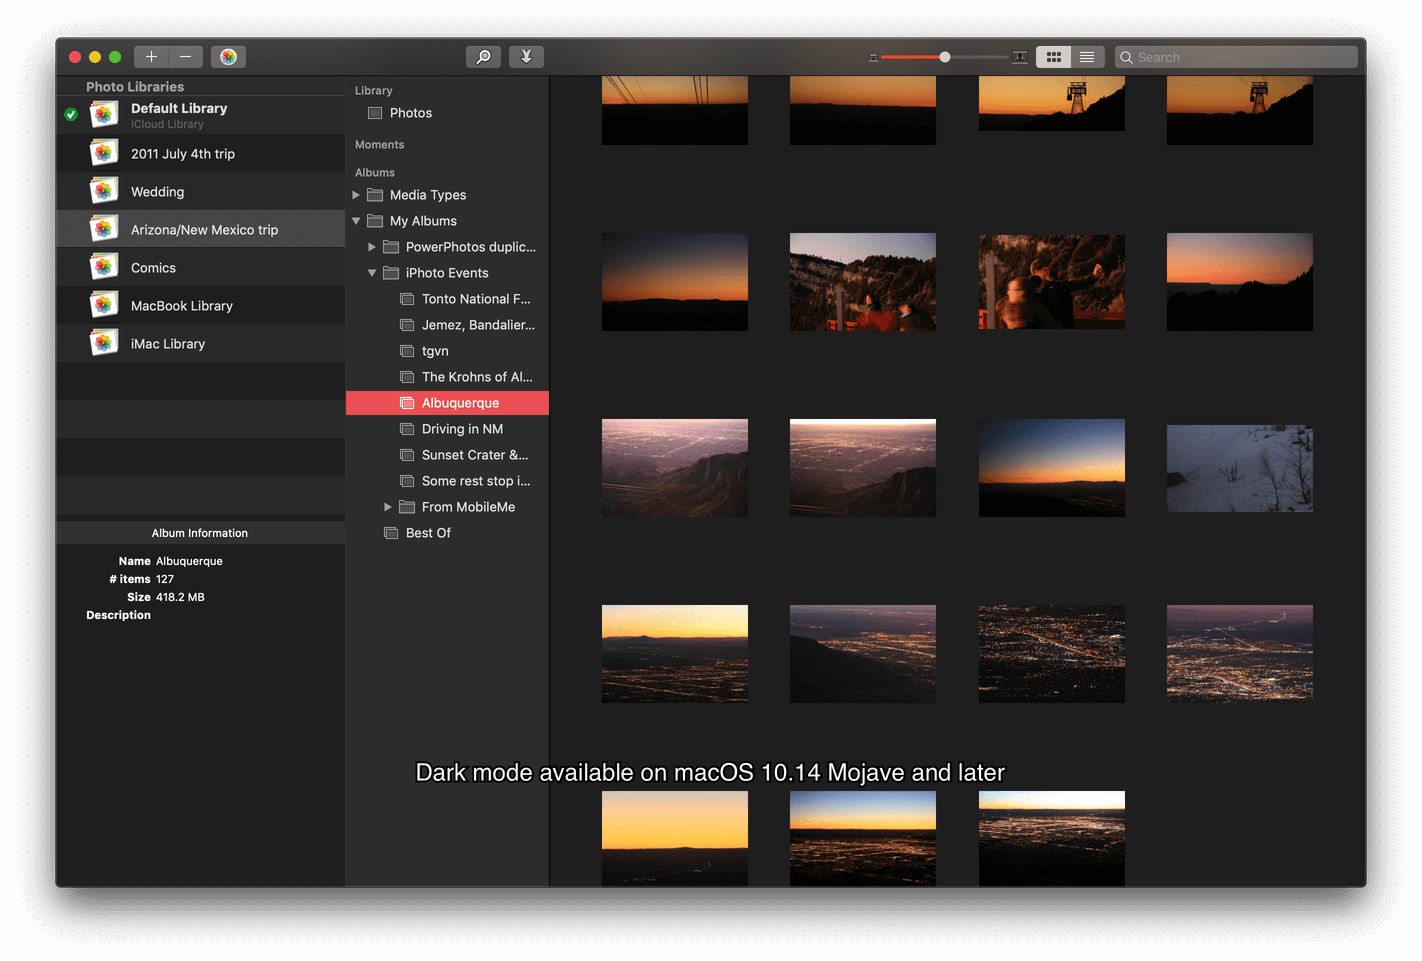 Search
Photo Libraries
Default Library
iCloud Library
2011 July 4th trip
Wedding
Arizona/New Mexico trip
Comics
MacBook Library
iMac Library
Album Information
Name Albuquerque
# items 127
Size 418.2 MB
Description
Library
Photos
Moments
Albums
Media Types
My Albums
PowerPhotos duplic...
iPhoto Events
Tonto National F...
Jemez, Bandalier...
tgvn
The Krohns of Al...
Albuquerque
Driving in NM
Sunset Crater &...
Some rest stop i...
From MobileMe
Best Of
Dark mode available on macOS 10.14 Mojave and later